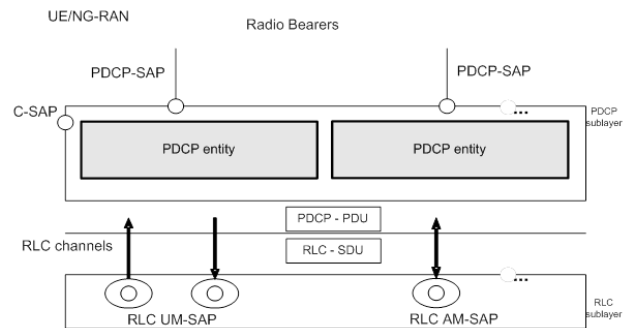 UE/NG-RAN
Radio Bearers
PDCP-SAP
PDCP-SAP
C-SAP
...
PDCP
sublayer
PDCP entity
PDCP entity
PDCP - PDU
RLC channels
RLC - SDU
...
RLC UM-SAP
RLC AM-SAP
RLC
sublayer